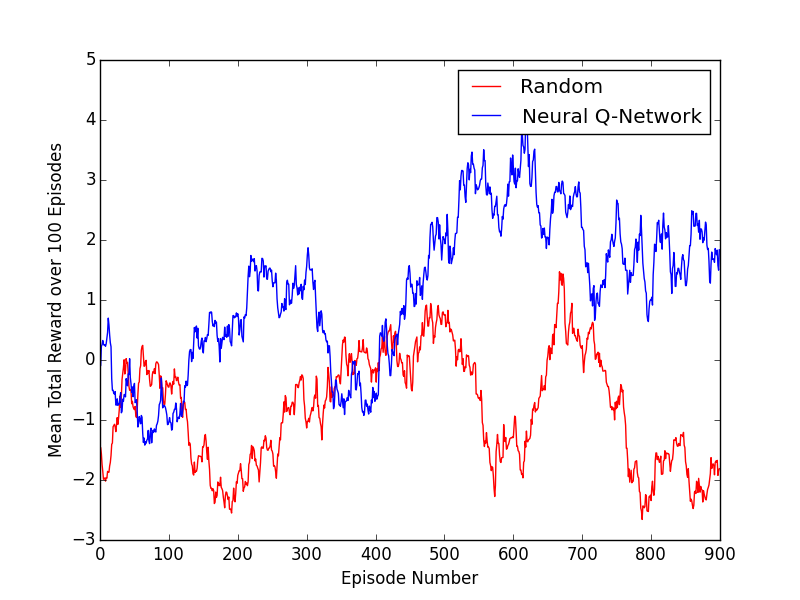 Random
Neural Q-Network
Mean Total Reward over 100 Episodes
5
4
3
2
1
0
−1
−2
−3
0 100 200 300 400 500 600 700 800 900
Episode Number